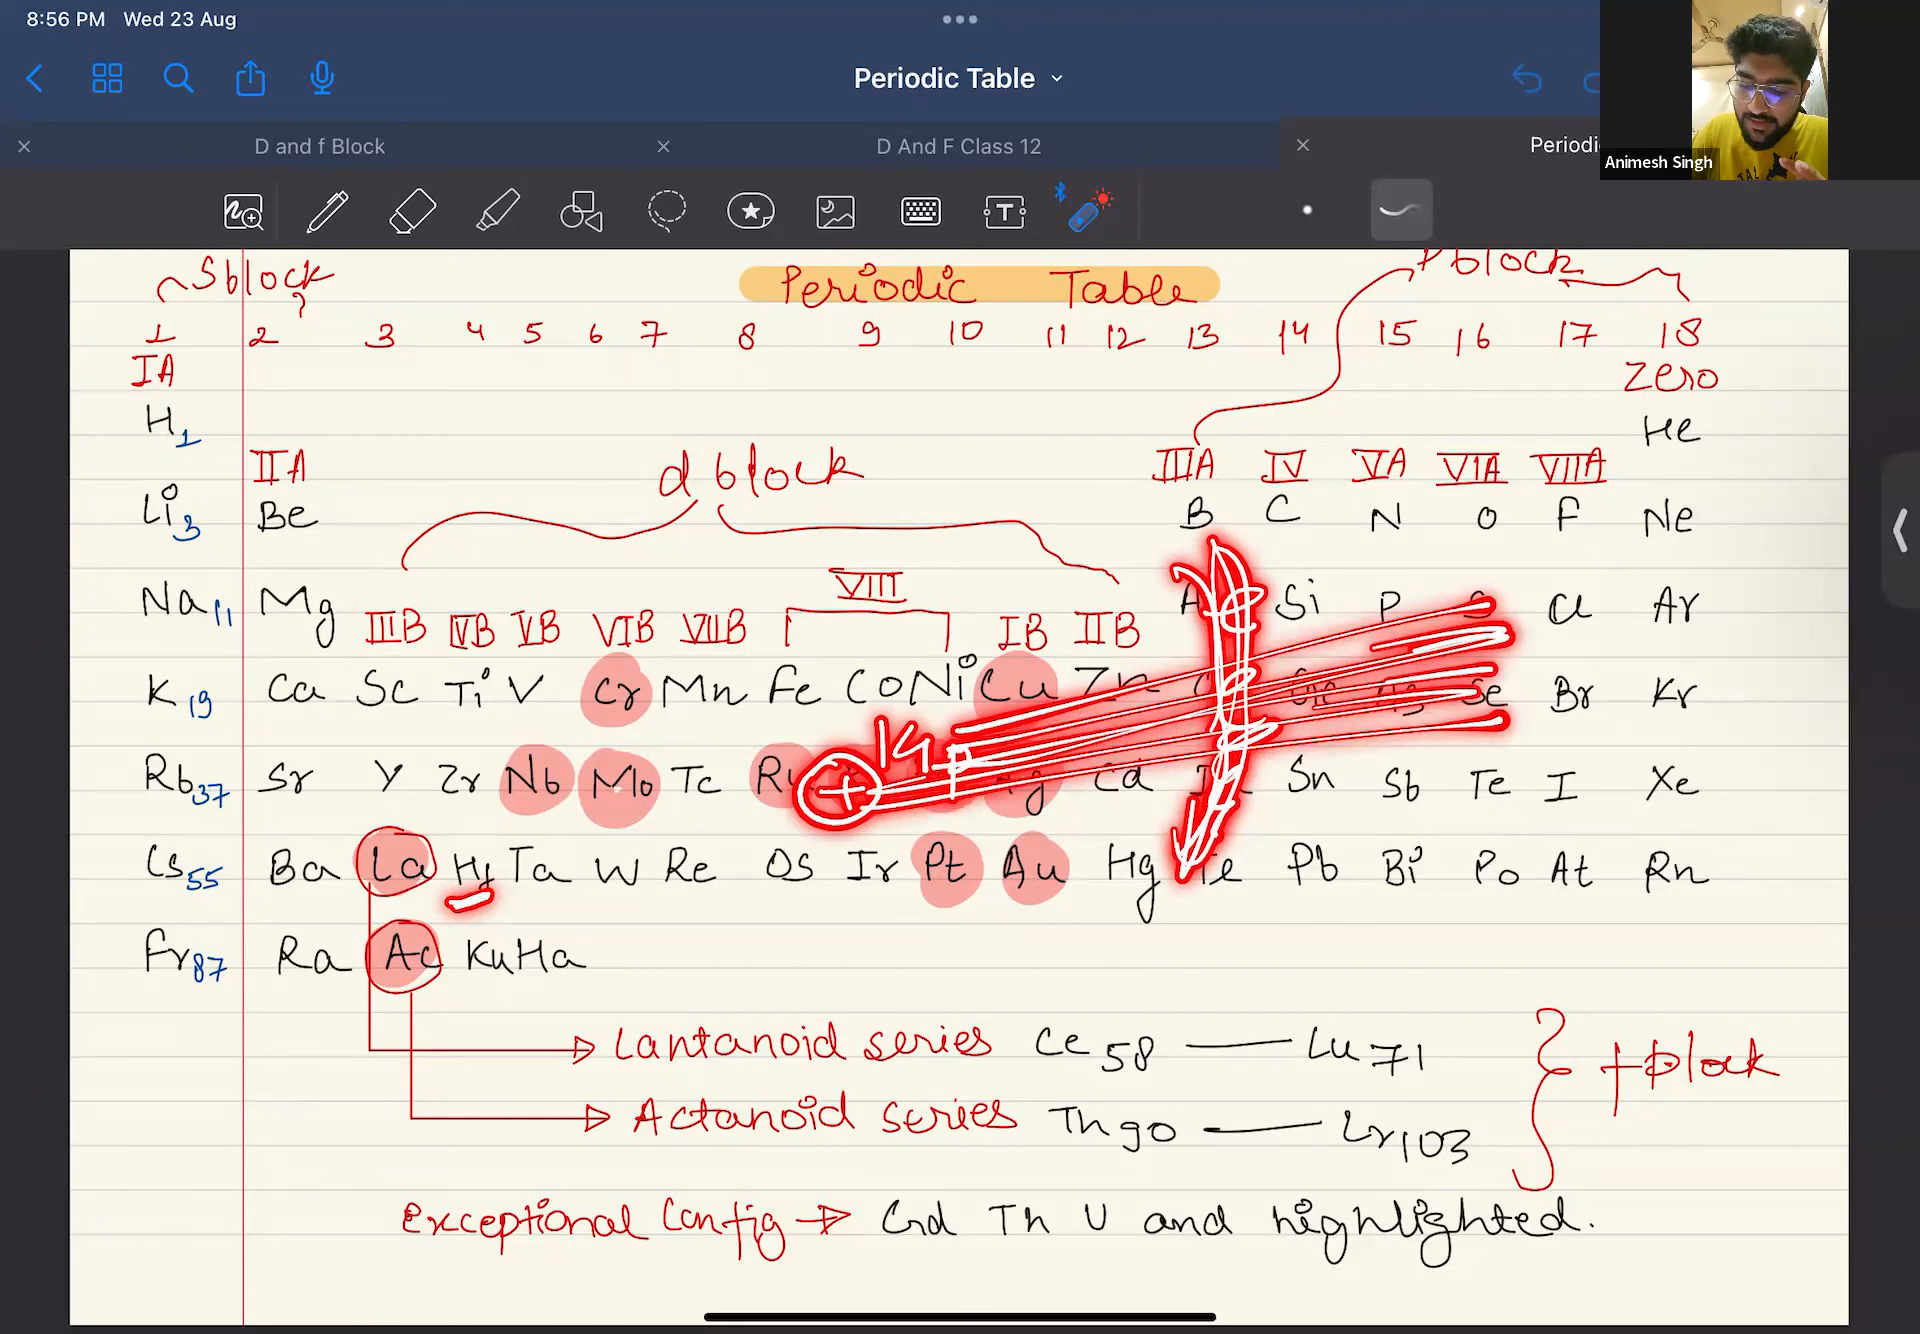 8:56 PM Wed 23 Aug
Periodic Table
D and f Block
D And F Class 12
Periodi
Animesh Singh
S block
Periodic Table
P block
1 2 3 4 5 6 7 8 9 10 11 12 13 14 15 16 17 18
IA
Zero
H1 He
IIA d block IIIA IV VA VIA VIIA
Li3 Be B C N O F Ne
VIII
Na11 Mg Si P Cl Ar
IIIB IVB VB VIB VIIB IB IIB
K19 Ca Sc Ti V Cr Mn Fe Co Ni Cu Zn Se Br Kr
+ 14p
Rb37 Sr Y Zr Nb Mo Tc Cd Sn Sb Te I Xe
Cs55 Ba La Hf Ta W Re Os Ir Pt Au Hg Pb Bi Po At Rn
Fr87 Ra Ac Ku Ha
Lantanoid series Ce58 — Lu71
f block
Actanoid series Th90 — Lr103
Exceptional Config → Gd Th U and highlighted.